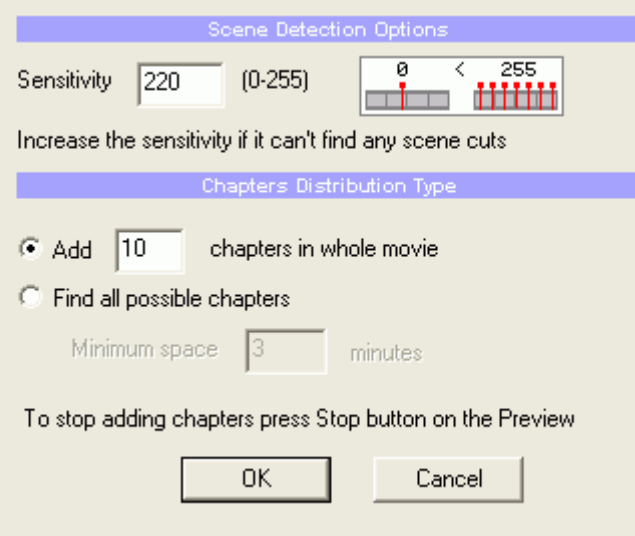 Scene Detection Options
Sensitivity 220 (0-255) 0 < 255
Increase the sensitivity if it can't find any scene cuts
Chapters Distribution Type
Add 10 chapters in whole movie
Find all possible chapters
Minimum space 3 minutes
To stop adding chapters press Stop button on the Preview
OK Cancel